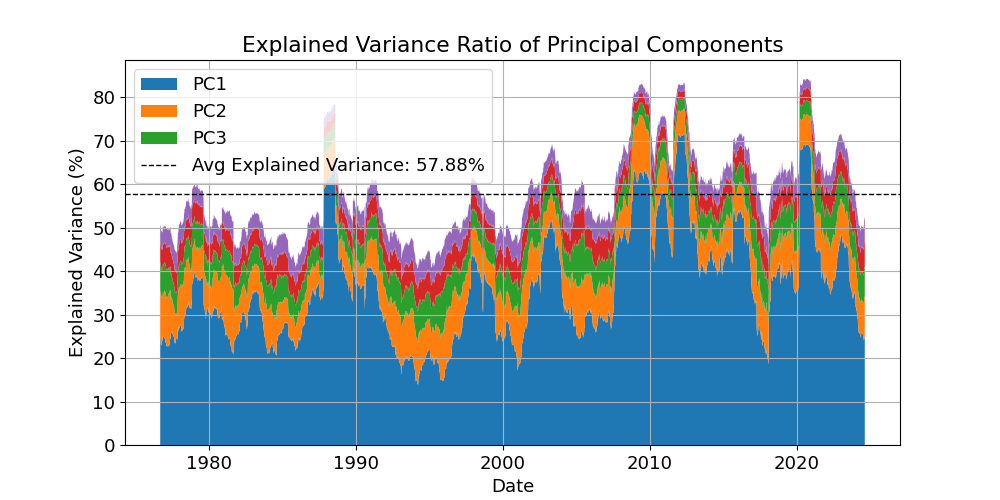 Explained Variance Ratio of Principal Components
PC1
PC2
PC3
Avg Explained Variance: 57.88%
Explained Variance (%)
80
70
60
50
40
30
20
10
0
1980 1990 2000 2010 2020
Date